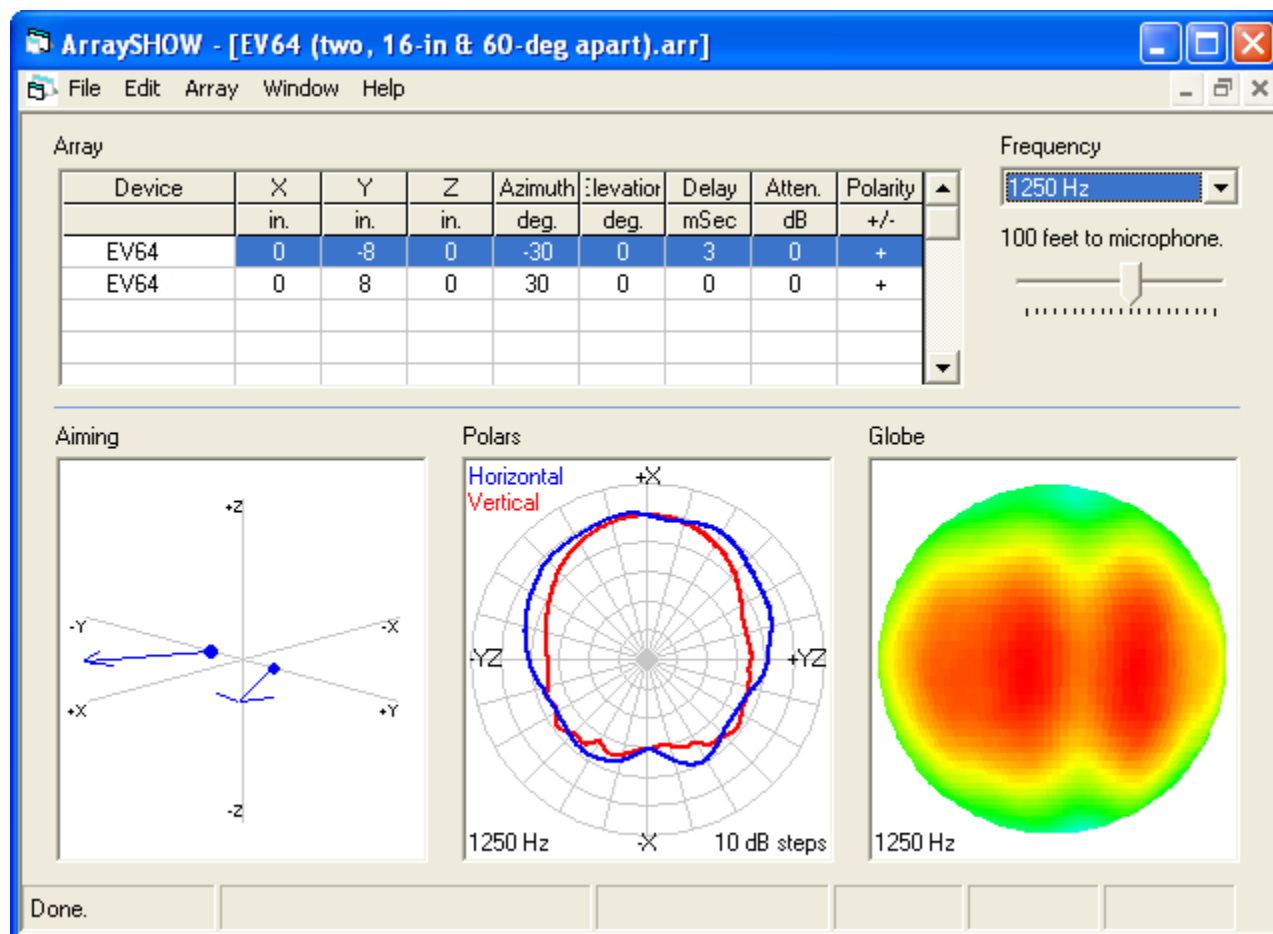 ArraySHOW - [EV64 (two, 16-in & 60-deg apart).arr]
File Edit Array Window Help
Array
Frequency
Device X Y Z Azimuth Elevation Delay Atten. Polarity
in. in. in. deg. deg. mSec dB +/-
EV64 0 -8 0 -30 0 3 0 +
EV64 0 8 0 30 0 0 0 +
1250 Hz
100 feet to microphone.
Aiming
+Z
-Y
-X
+X
+Y
-Z
Polars
Horizontal
Vertical
+X
-YZ
+YZ
1250 Hz
-X
10 dB steps
Globe
1250 Hz
Done.